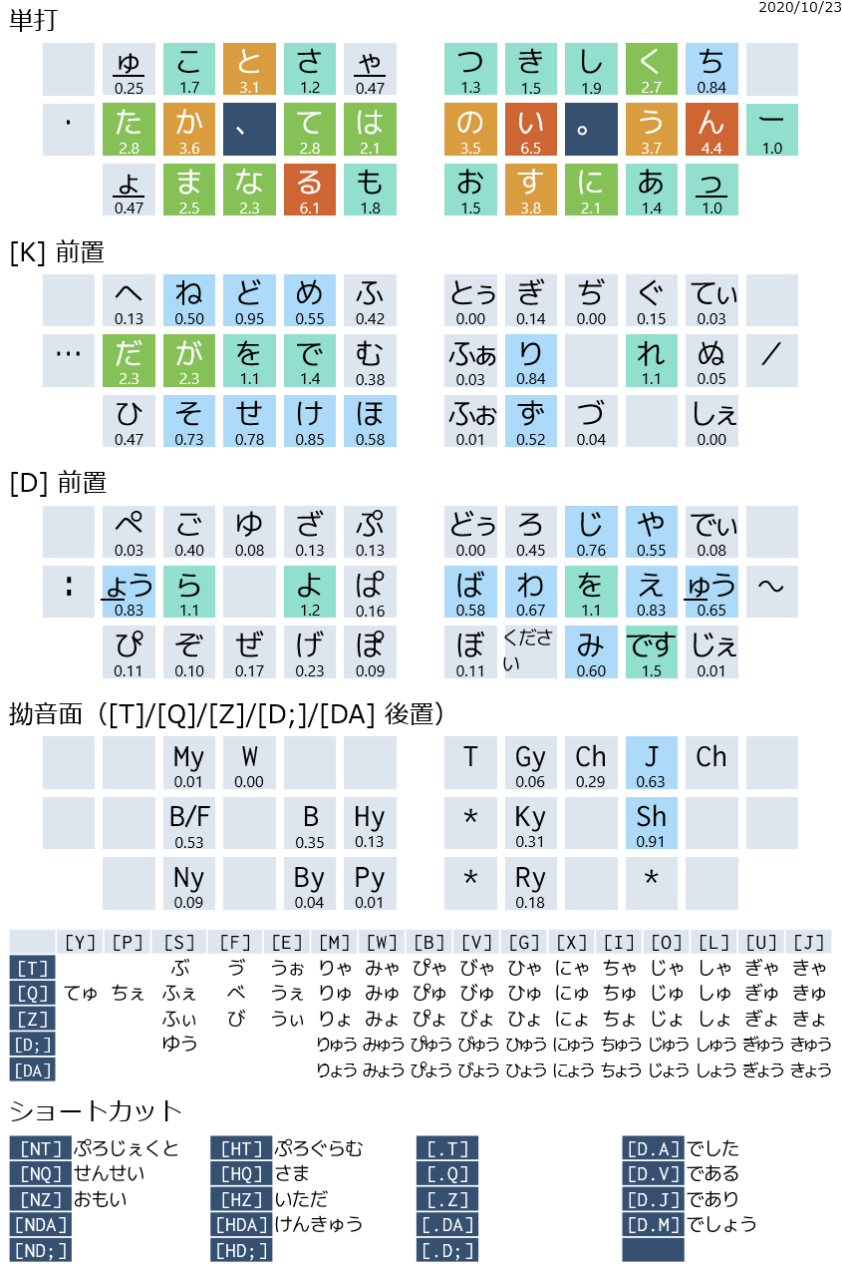 2020/10/23
単打
ゅ こ と さ ゃ つ き し く ち
0.25 1.7 3.1 1.2 0.47 1.3 1.5 1.9 2.7 0.84
・ た か 、 て は の い 。 う ん ー
2.8 3.6 2.8 2.1 3.5 6.5 3.7 4.4 1.0
ょ ま な る も お す に あ っ
0.47 2.5 2.3 6.1 1.8 1.5 3.8 2.1 1.4 1.0
[K] 前置
へ ね ど め ふ とぅ ぎ ぢ ぐ てぃ
0.13 0.50 0.95 0.55 0.42 0.00 0.14 0.00 0.15 0.03
… だ が を で む ふぁ り れ ぬ /
2.3 2.3 1.1 1.4 0.38 0.03 0.84 1.1 0.05
ひ そ せ け ほ ふぉ ず づ しぇ
0.47 0.73 0.78 0.85 0.58 0.01 0.52 0.04 0.00
[D] 前置
ぺ ご ゆ ざ ぷ どぅ ろ じ や でぃ
0.03 0.40 0.08 0.13 0.13 0.00 0.45 0.76 0.55 0.08
: ょう ら よ ぱ ば わ を え ゅう ～
0.83 1.1 1.2 0.16 0.58 0.67 1.1 0.83 0.65
ぴ ぞ ぜ げ ぽ ぼ ください み です じぇ
0.11 0.10 0.17 0.23 0.09 0.11 0.60 1.5 0.01
拗音面（[T]/[Q]/[Z]/[D;]/[DA] 後置）
My W T Gy Ch J Ch
0.01 0.00 0.06 0.29 0.63
B/F B Hy * Ky Sh
0.53 0.35 0.13 0.31 0.91
Ny By Py * Ry *
0.09 0.04 0.01 0.18
[Y] [P] [S] [F] [E] [M] [W] [B] [V] [G] [X] [I] [O] [L] [U] [J]
[T] ぶ ゔ うぉ りゃ みゃ ぴゃ びゃ ひゃ にゃ ちゃ じゃ しゃ ぎゃ きゃ
[Q] てゅ ちぇ ふぇ べ うぇ りゅ みゅ ぴゅ びゅ ひゅ にゅ ちゅ じゅ しゅ ぎゅ きゅ
[Z] ふぃ び うぃ りょ みょ ぴょ びょ ひょ にょ ちょ じょ しょ ぎょ きょ
[D;] ゆう りゅう みゅう ぴゅう びゅう ひゅう にゅう ちゅう じゅう しゅう ぎゅう きゅう
[DA] りょう みょう ぴょう びょう ひょう にょう ちょう じょう しょう ぎょう きょう
ショートカット
[NT] ぷろじぇくと [HT] ぷろぐらむ [.T] [D.A] でした
[NQ] せんせい [HQ] さま [.Q] [D.V] である
[NZ] おもい [HZ] いただ [.Z] [D.J] であり
[NDA] [HDA] けんきゅう [.DA] [D.M] でしょう
[ND;] [HD;] [.D;]